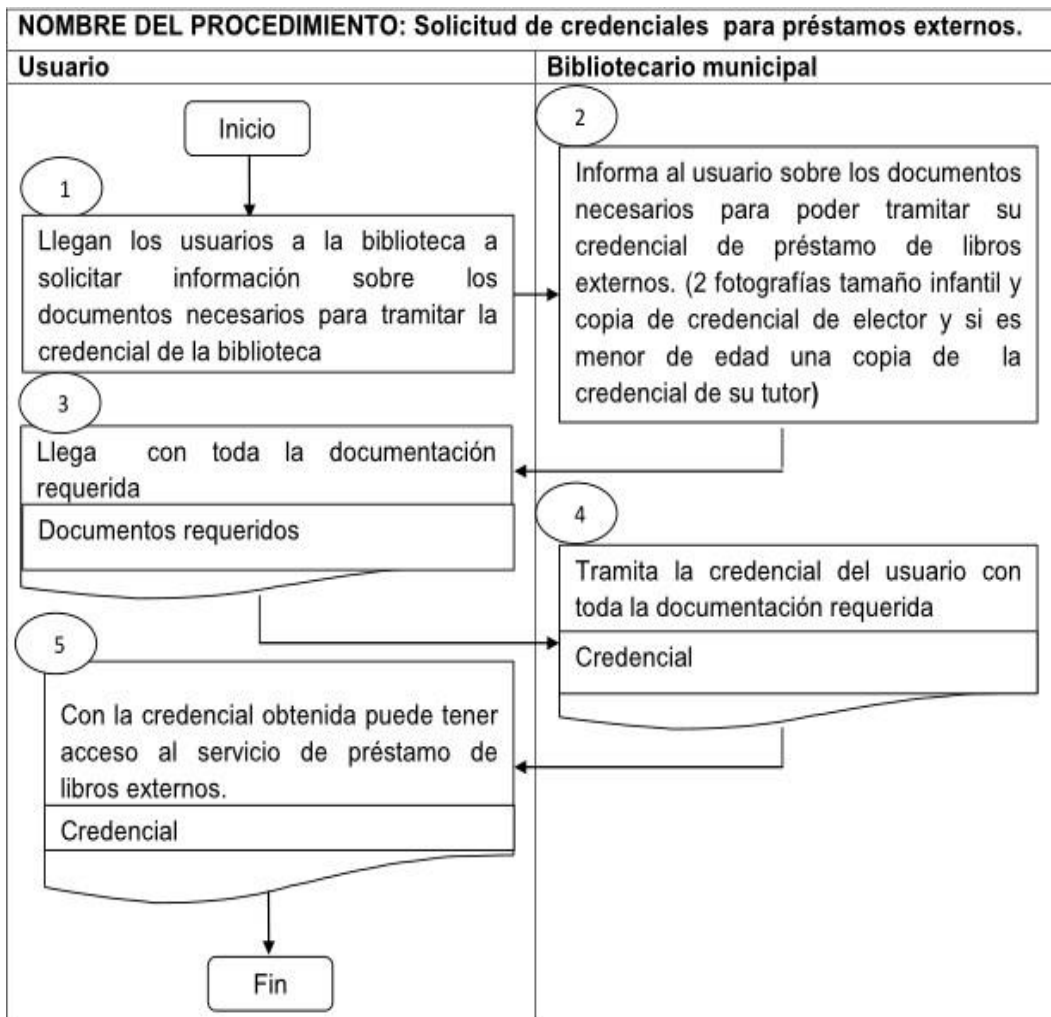 NOMBRE DEL PROCEDIMIENTO: Solicitud de credenciales para préstamos externos.
Usuario
Bibliotecario municipal
Inicio
1
Llegan los usuarios a la biblioteca a
solicitar información sobre los
documentos necesarios para tramitar la
credencial de la biblioteca
2
Informa al usuario sobre los documentos
necesarios para poder tramitar su
credencial de préstamo de libros
externos. (2 fotografías tamaño infantil y
copia de credencial de elector y si es
menor de edad una copia de la
credencial de su tutor)
3
Llega con toda la documentación
requerida
Documentos requeridos
4
Tramita la credencial del usuario con
toda la documentación requerida
Credencial
5
Con la credencial obtenida puede tener
acceso al servicio de préstamo de
libros externos.
Credencial
Fin